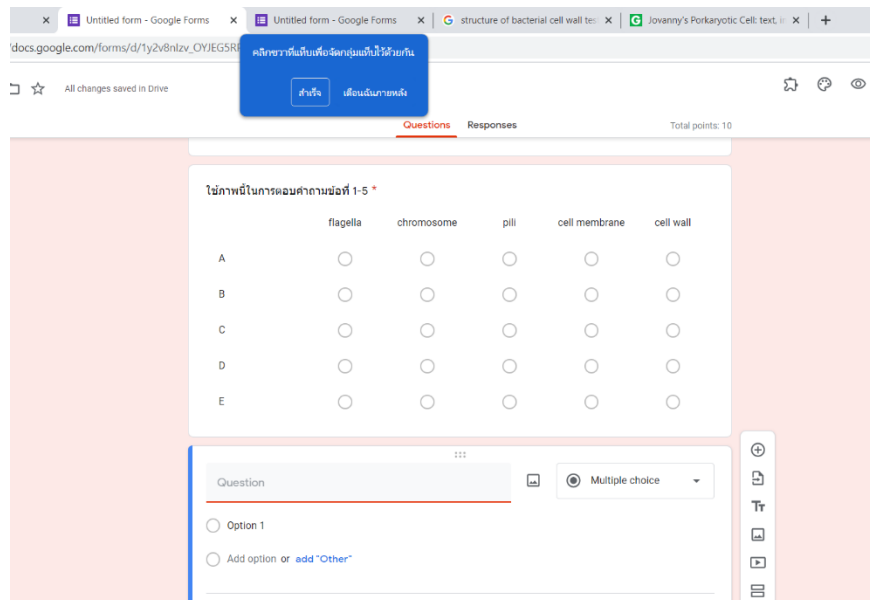 Untitled form - Google Forms
Untitled form - Google Forms
structure of bacterial cell wall tes
Jovanny's Porkaryotic Cell: text, i
docs.google.com/forms/d/1y2v8nIzv_OYJEG5R
คลิกขวาที่แท็บเพื่อจัดกลุ่มแท็บไว้ด้วยกัน
สำเร็จ เตือนฉันภายหลัง
All changes saved in Drive
Questions Responses Total points: 10
ใช้ภาพนี้ในการตอบคำถามข้อที่ 1-5 *
flagella chromosome pili cell membrane cell wall
A
B
C
D
E
Question
Multiple choice
Option 1
Add option or add "Other"